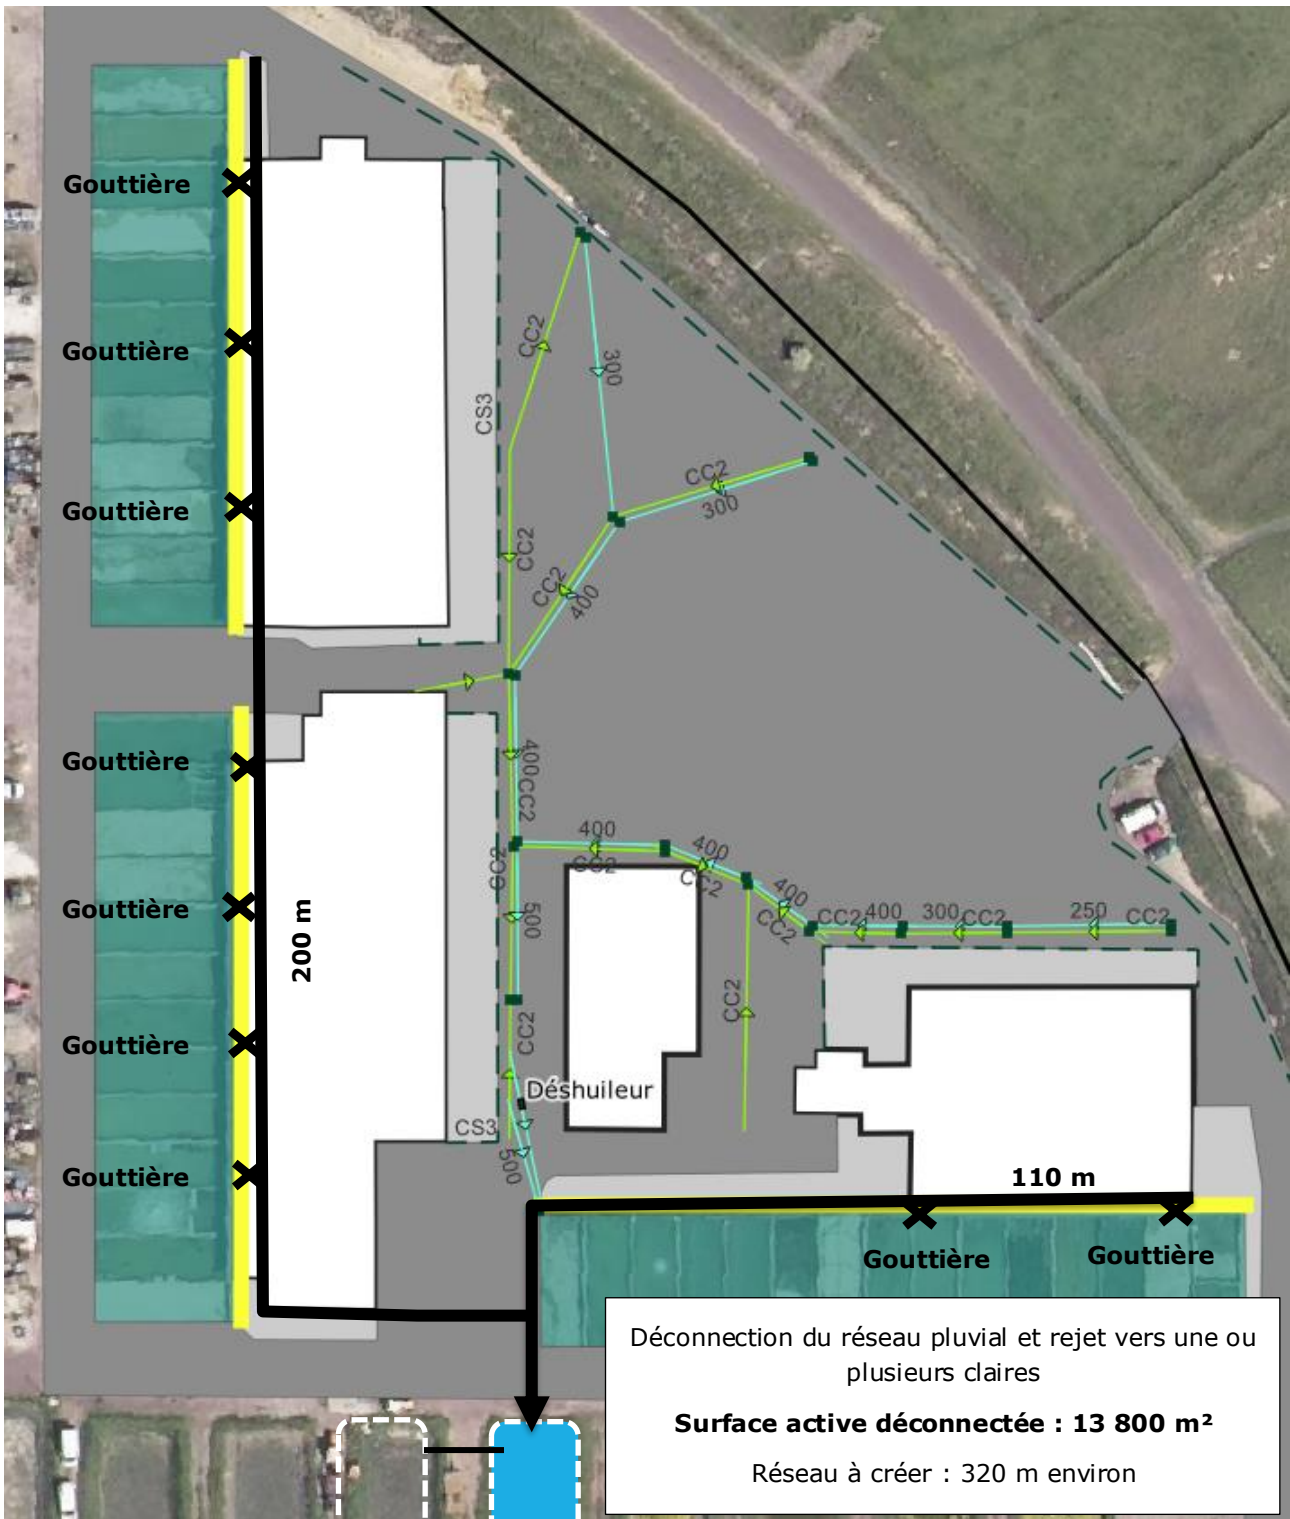 Gouttière
CC2
300
Gouttière
CS3
CC2
300
Gouttière
CC2
CC2
400
Gouttière
400CC2
400
CC2
400
CC2
400
CC2
CC2
Gouttière
500
CC2
400
300
CC2
250
CC2
200 m
CC2
CC2
Gouttière
Déshuileur
CS3
500
Gouttière
110 m
Gouttière
Gouttière
Déconnection du réseau pluvial et rejet vers une ou
plusieurs claires
Surface active déconnectée : 13 800 m²
Réseau à créer : 320 m environ